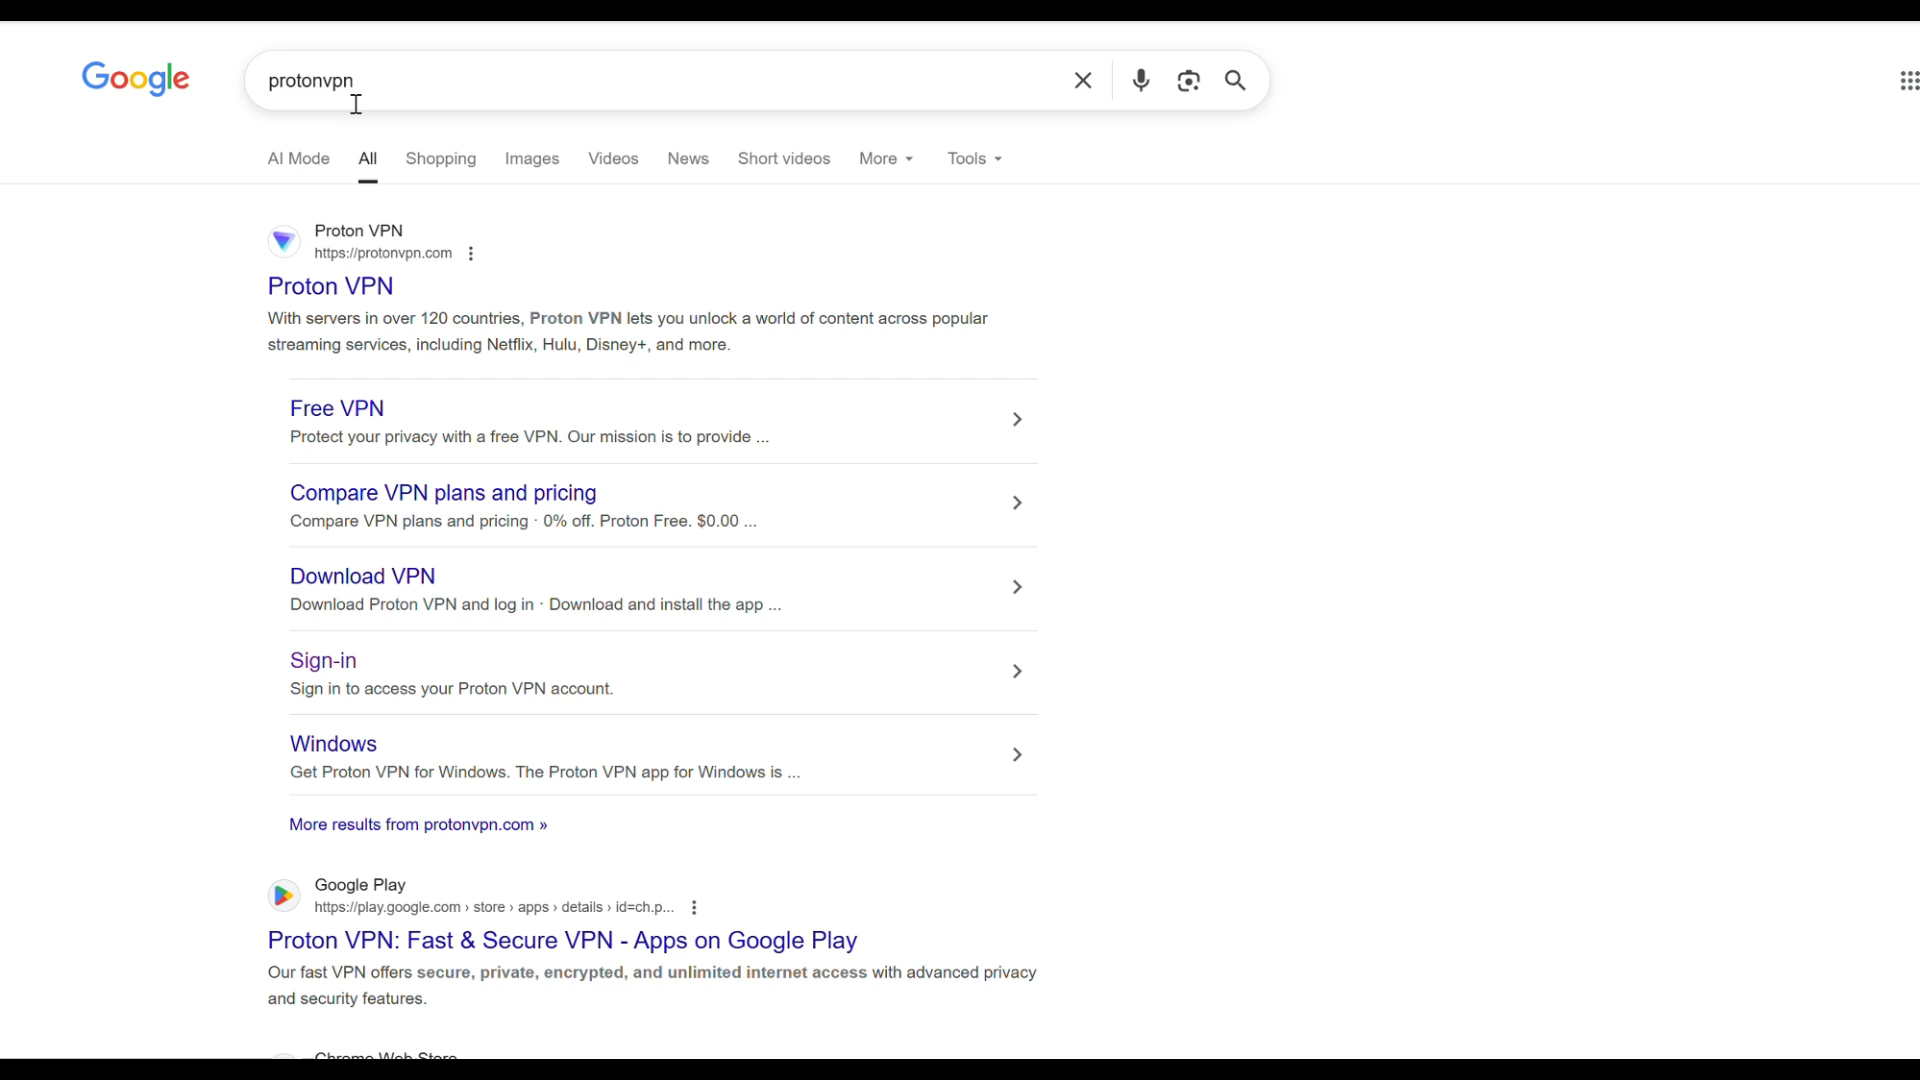 Google
protonvpn
AI Mode All Shopping Images Videos News Short videos More Tools
Proton VPN
https://protonvpn.com
Proton VPN
With servers in over 120 countries, Proton VPN lets you unlock a world of content across popular
streaming services, including Netflix, Hulu, Disney+, and more.
Free VPN
Protect your privacy with a free VPN. Our mission is to provide ...
Compare VPN plans and pricing
Compare VPN plans and pricing · 0% off. Proton Free. $0.00 ...
Download VPN
Download Proton VPN and log in · Download and install the app ...
Sign-in
Sign in to access your Proton VPN account.
Windows
Get Proton VPN for Windows. The Proton VPN app for Windows is ...
More results from protonvpn.com »
Google Play
https://play.google.com › store › apps › details › id=ch.p...
Proton VPN: Fast & Secure VPN - Apps on Google Play
Our fast VPN offers secure, private, encrypted, and unlimited internet access with advanced privacy
and security features.
Chrome Web Store